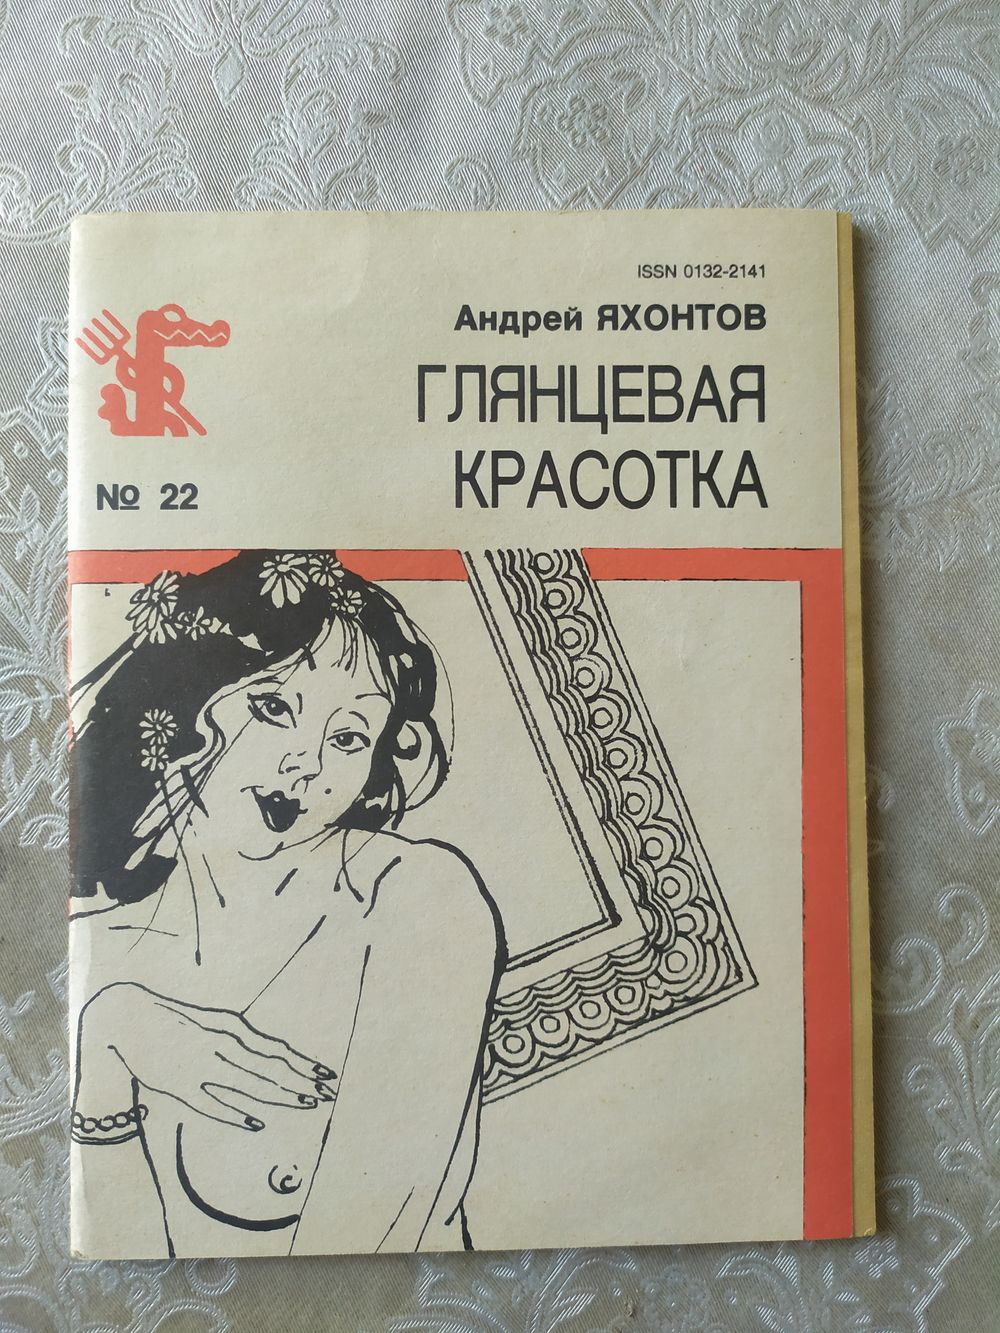 ISSN 0132-2141
Андрей ЯХОНТОВ
ГЛЯНЦЕВАЯ
КРАСОТКА
№ 22